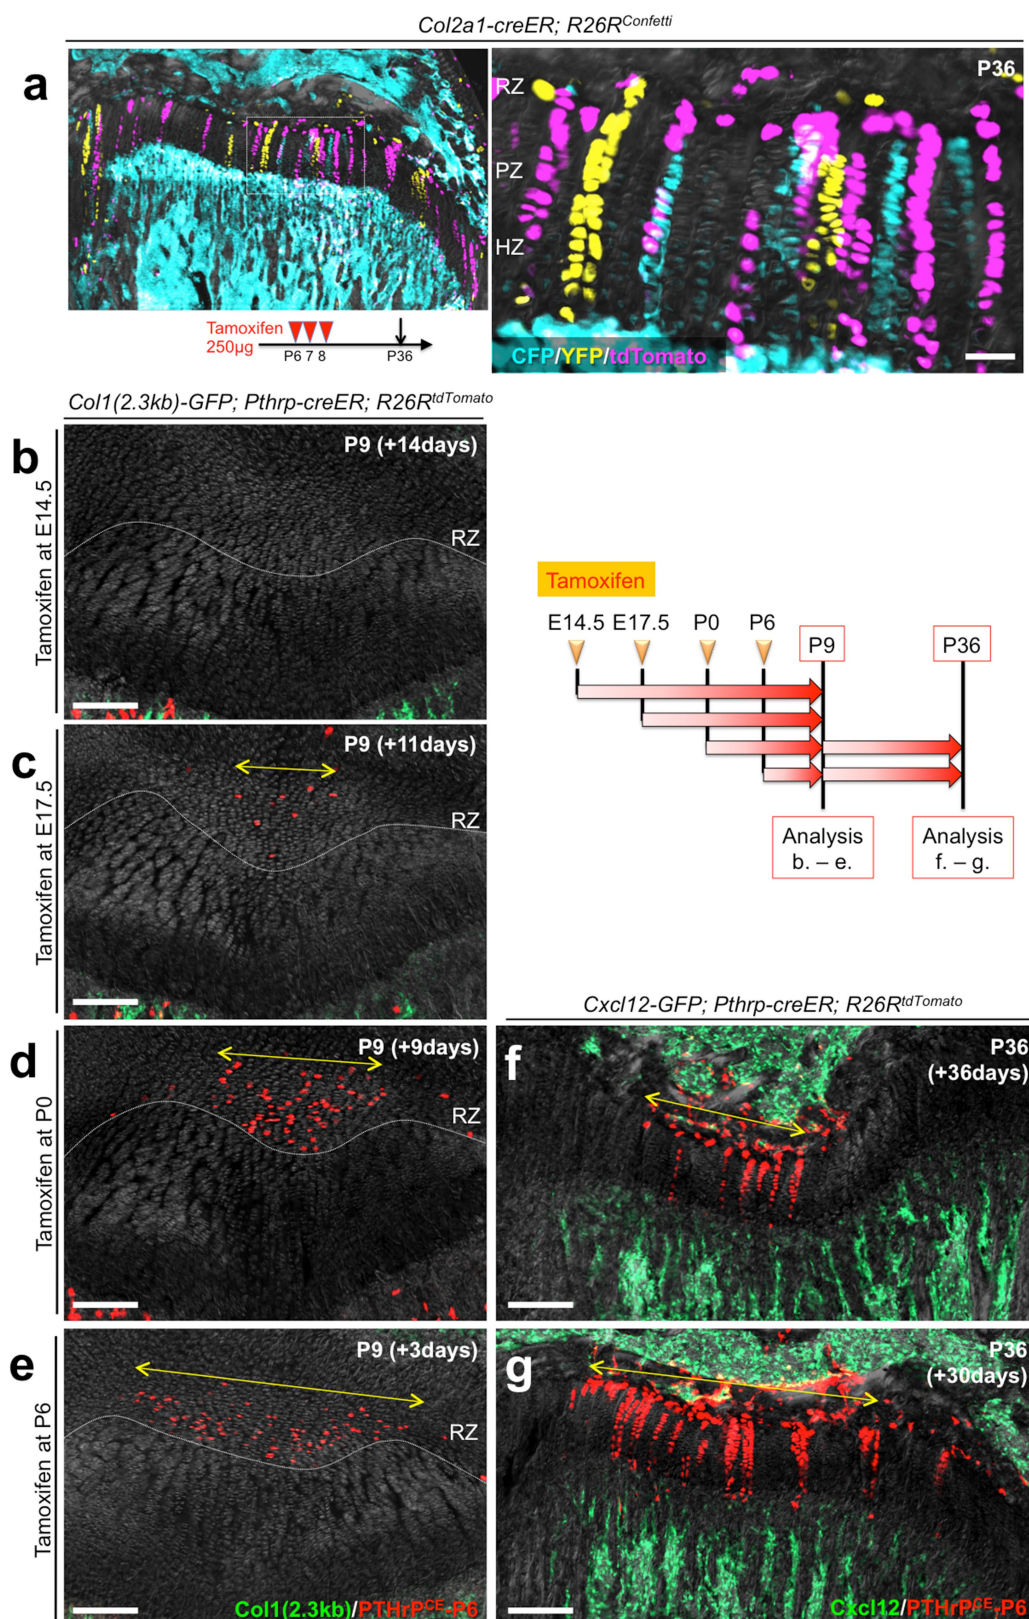 Col2a1-creER; R26RConfetti
a
P36
RZ
PZ
HZ
CFP/YFP/tdTomato
Tamoxifen
250μg
P6 7 8
P36
Col1(2.3kb)-GFP; Pthrp-creER; R26RtdTomato
b
Tamoxifen at E14.5
P9 (+14days)
RZ
c
Tamoxifen at E17.5
P9 (+11days)
RZ
Tamoxifen
E14.5 E17.5 P0 P6
P9
P36
Analysis
b. – e.
Analysis
f. – g.
d
Tamoxifen at P0
P9 (+9days)
RZ
e
Tamoxifen at P6
P9 (+3days)
RZ
Col1(2.3kb)/PTHrPCE-P6
Cxcl12-GFP; Pthrp-creER; R26RtdTomato
f
P36
(+36days)
g
P36
(+30days)
Cxcl12/PTHrPCE-P6